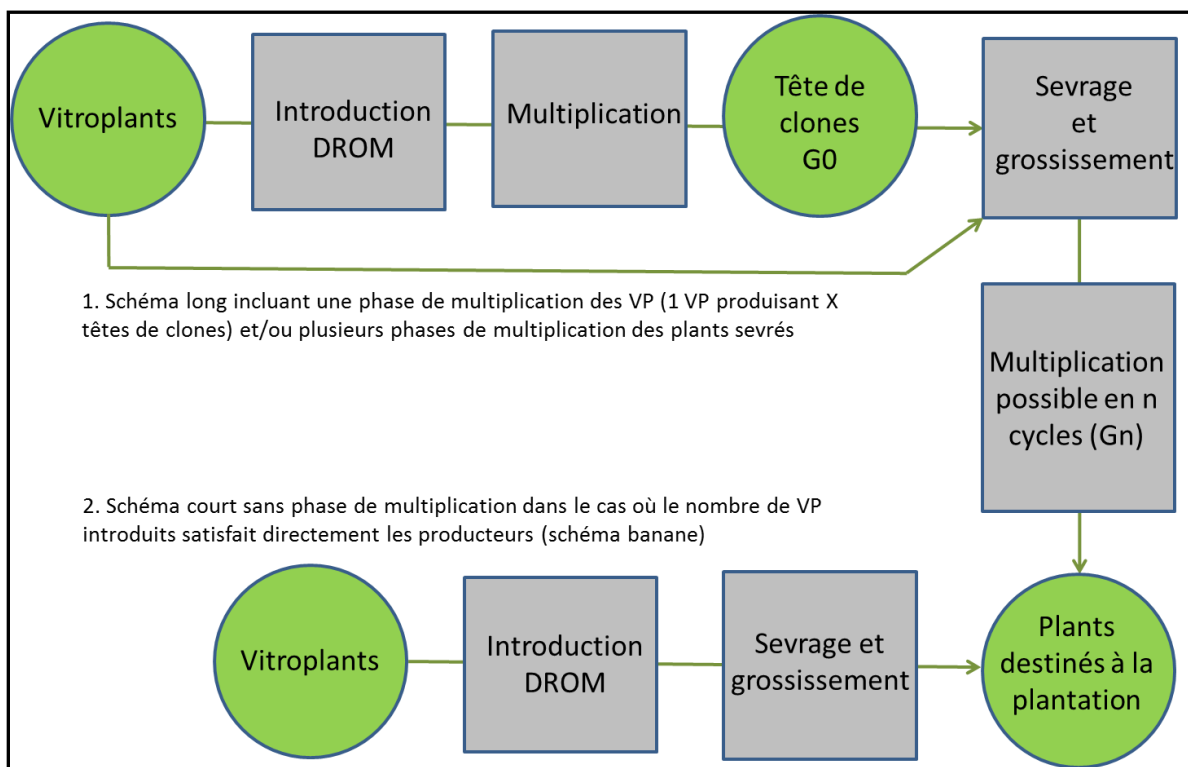 Vitroplants
Introduction
DROM
Multiplication
Tête de
clones
G0
Sevrage
et
grossissement
1. Schéma long incluant une phase de multiplication des VP (1 VP produisant X
têtes de clones) et/ou plusieurs phases de multiplication des plants sevrés
Multiplication
possible en n
cycles (Gn)
2. Schéma court sans phase de multiplication dans le cas où le nombre de VP
introduits satisfait directement les producteurs (schéma banane)
Vitroplants
Introduction
DROM
Sevrage et
grossissement
Plants
destinés à la
plantation